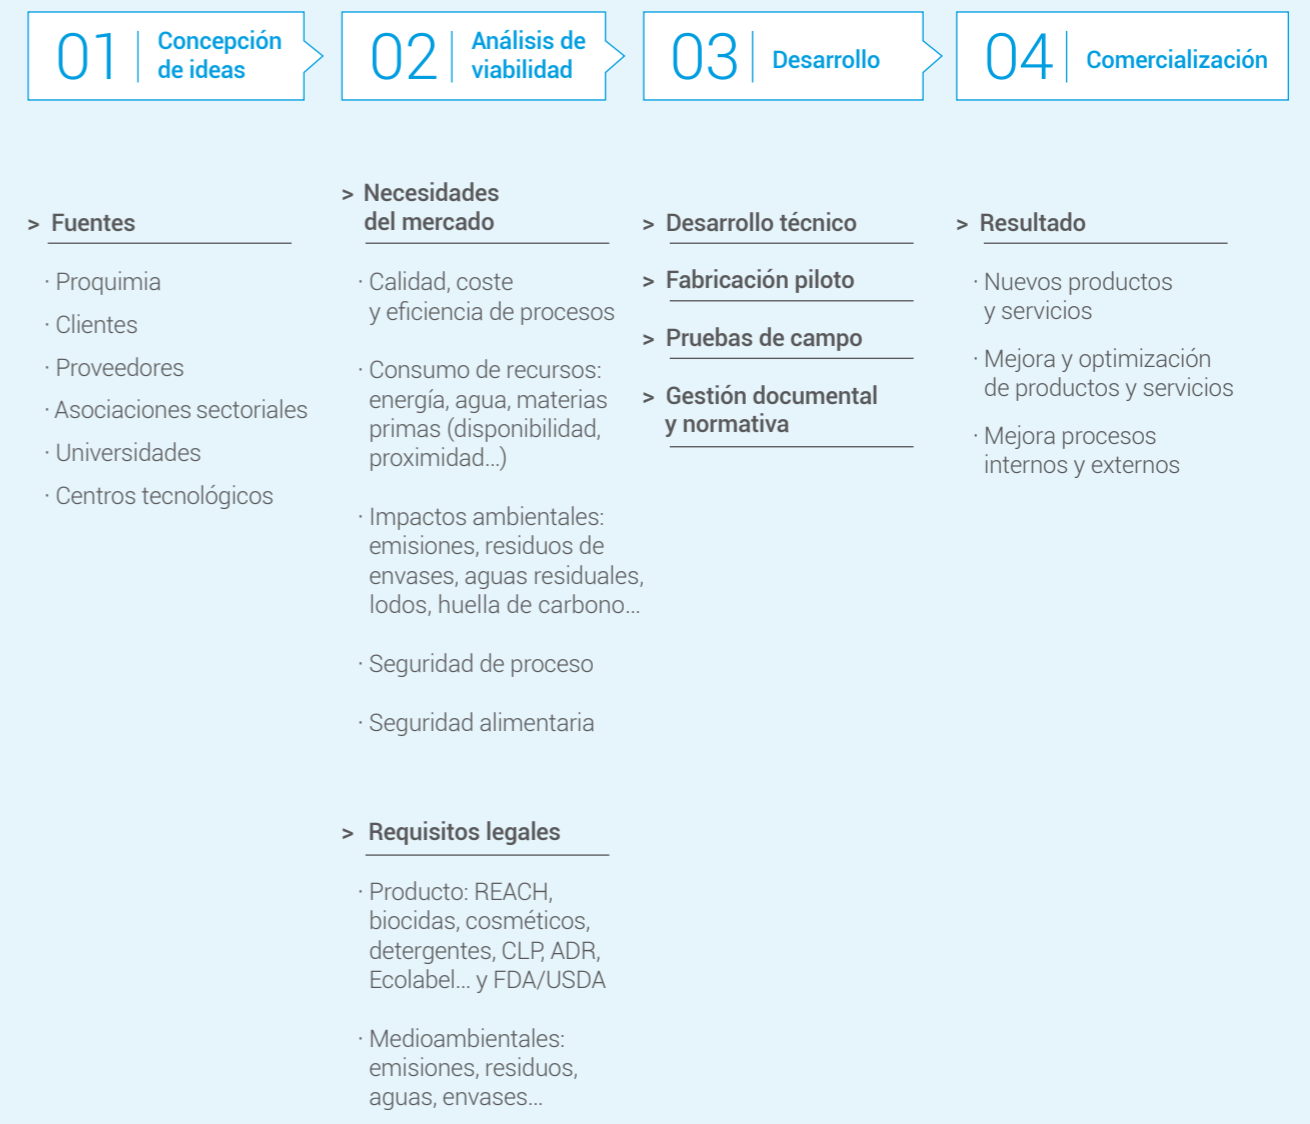 01
Concepción
de ideas
02
Análisis de
viabilidad
03
Desarrollo
04
Comercialización
> Fuentes
· Proquimia
· Clientes
· Proveedores
· Asociaciones sectoriales
· Universidades
· Centros tecnológicos
> Necesidades
del mercado
· Calidad, coste
y eficiencia de procesos
· Consumo de recursos:
energía, agua, materias
primas (disponibilidad,
proximidad...)
· Impactos ambientales:
emisiones, residuos de
envases, aguas residuales,
lodos, huella de carbono...
· Seguridad de proceso
· Seguridad alimentaria
> Requisitos legales
· Producto: REACH,
biocidas, cosméticos,
detergentes, CLP, ADR,
Ecolabel... y FDA/USDA
· Medioambientales:
emisiones, residuos,
aguas, envases...
> Desarrollo técnico
> Fabricación piloto
> Pruebas de campo
> Gestión documental
y normativa
> Resultado
· Nuevos productos
y servicios
· Mejora y optimización
de productos y servicios
· Mejora procesos
internos y externos